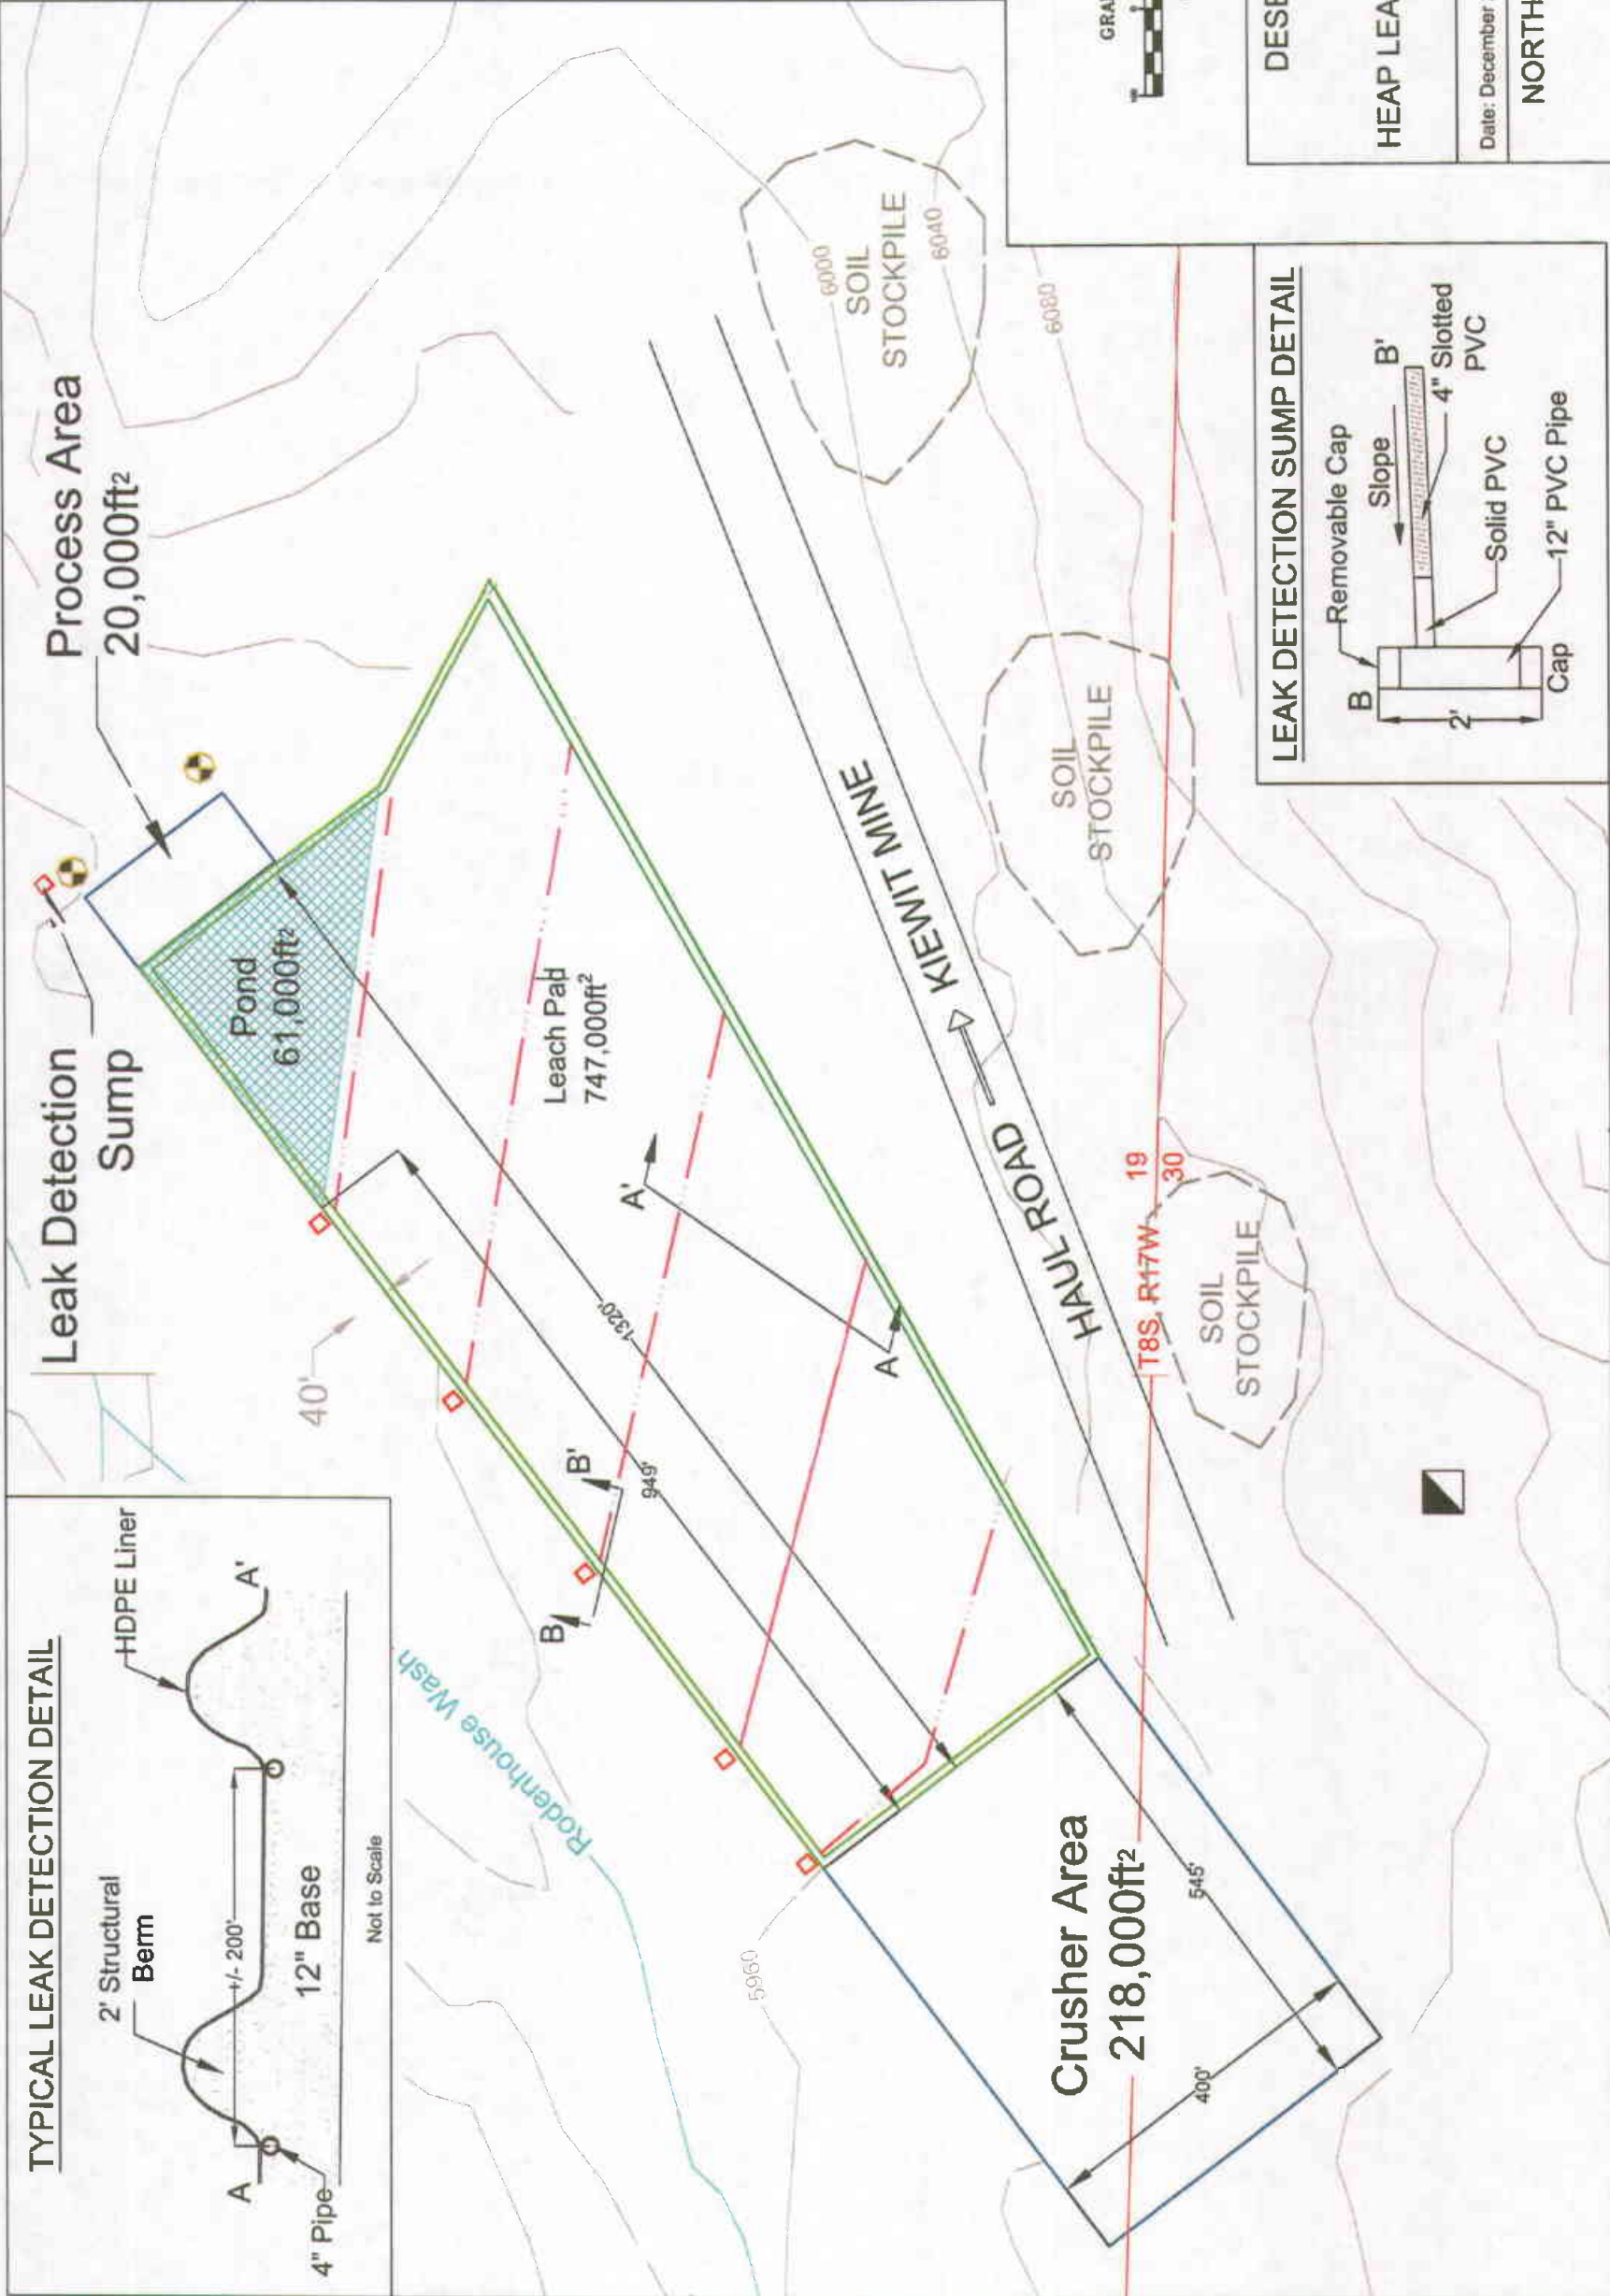 TYPICAL LEAK DETECTION DETAIL
2' Structural
Berm
HDPE Liner
+/- 200'
A
A'
4" Pipe
12" Base
Not to Scale
Leak Detection
Sump
Process Area
20,000ft²
40'
Pond
61,000ft²
Leach Pad
747,000ft²
Rodenhouse Wash
B
B'
949'
1320'
A
A'
5960
Crusher Area
218,000ft²
545'
400'
HAUL ROAD
KIEWIT MINE
T8S, R17W
19
30
SOIL
STOCKPILE
SOIL
STOCKPILE
SOIL
STOCKPILE
6000
6040
6080
LEAK DETECTION SUMP DETAIL
Removable Cap
B
Slope
B'
2'
4" Slotted
PVC
Solid PVC
12" PVC Pipe
Cap
GRA
DESE
HEAP LEA
Date: December
NORTH